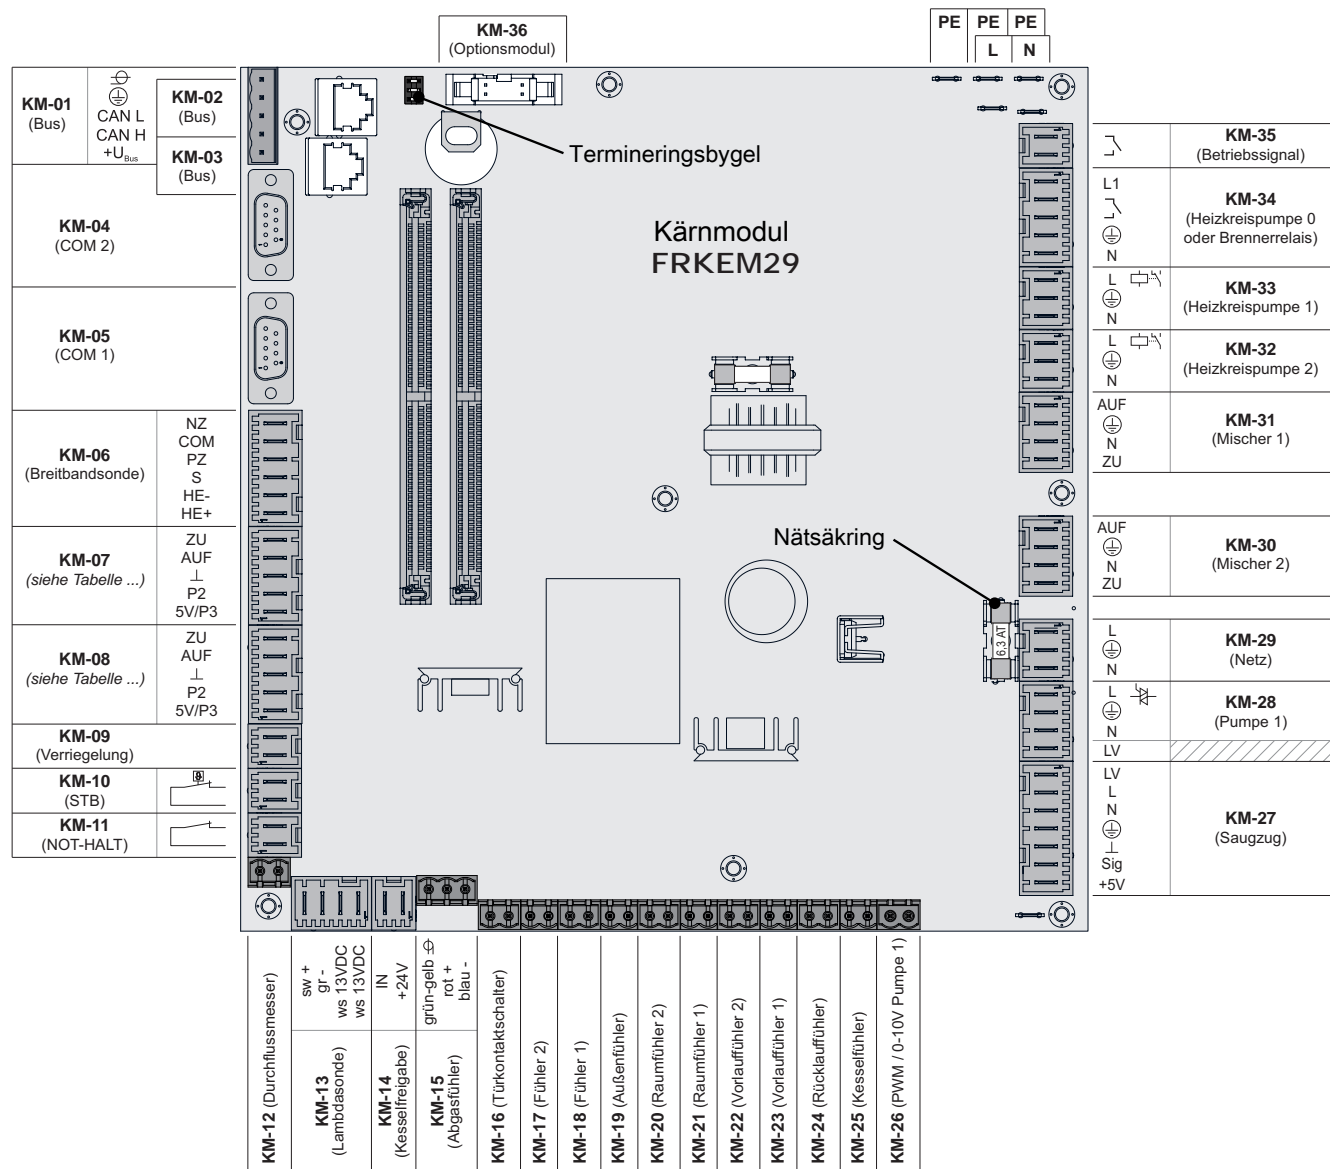 KM-36
(Optionsmodul)
PE
PE
PE
L
N
KM-01
(Bus)
CAN L
CAN H
+U Bus
KM-02
(Bus)
KM-03
(Bus)
KM-04
(COM 2)
KM-05
(COM 1)
KM-06
(Breitbandsonde)
NZ
COM
PZ
S
HE-
HE+
KM-07
(siehe Tabelle ...)
ZU
AUF
⊥
P2
5V/P3
KM-08
(siehe Tabelle ...)
ZU
AUF
⊥
P2
5V/P3
KM-09
(Verriegelung)
KM-10
(STB)
KM-11
(NOT-HALT)
Termineringsbygel
Kärnmodul
FRKEM29
Nätsäkring
6,3 AT
KM-35
(Betriebssignal)
L1
N
KM-34
(Heizkreispumpe 0
oder Brennerrelais)
L
N
KM-33
(Heizkreispumpe 1)
L
N
KM-32
(Heizkreispumpe 2)
AUF
N
ZU
KM-31
(Mischer 1)
AUF
N
ZU
KM-30
(Mischer 2)
L
N
KM-29
(Netz)
L
N
LV
KM-28
(Pumpe 1)
LV
L
N
⊥
Sig
+5V
KM-27
(Saugzug)
KM-12 (Durchflussmesser)
sw +
gr -
ws 13VDC
ws 13VDC
KM-13
(Lambdasonde)
IN
+24V
KM-14
(Kesselfreigabe)
grün-gelb
rot +
blau -
KM-15
(Abgasfühler)
KM-16 (Türkontaktschalter)
KM-17 (Fühler 2)
KM-18 (Fühler 1)
KM-19 (Außenfühler)
KM-20 (Raumfühler 2)
KM-21 (Raumfühler 1)
KM-22 (Vorlauffühler 2)
KM-23 (Vorlauffühler 1)
KM-24 (Rücklauffühler)
KM-25 (Kesselfühler)
KM-26 (PWM / 0-10V Pumpe 1)